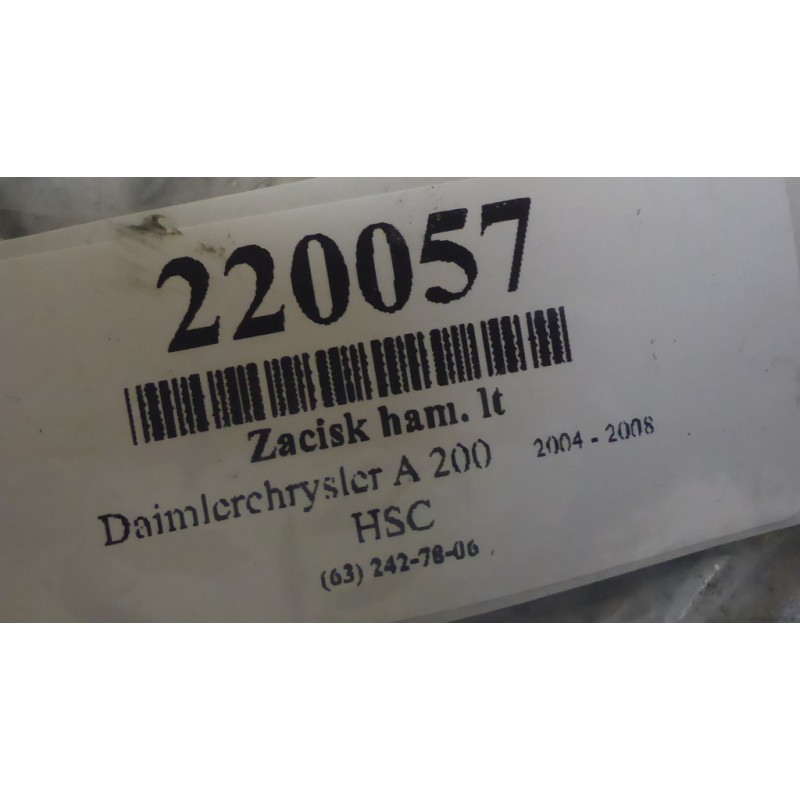 220057
Zacisk ham. lt
Daimlerchrysler A 200 2004 - 2008
HSC
(63) 242-78-06